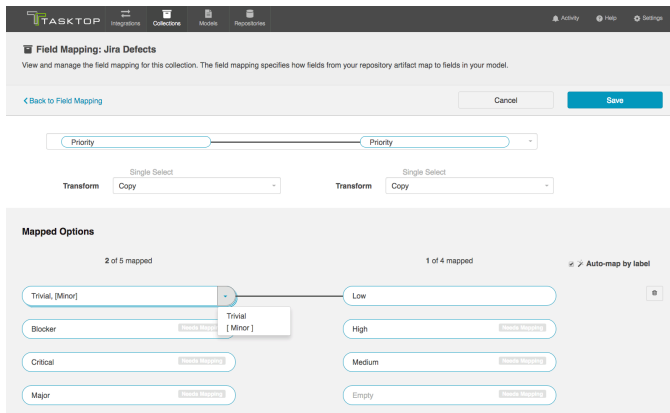 TASKTOP
Integrations
Collections
Models
Repositories
Activity
Help
Settings
Field Mapping: Jira Defects
View and manage the field mapping for this collection. The field mapping specifies how fields from your repository artifact map to fields in your model.
Back to Field Mapping
Cancel
Save
Priority
Priority
Single Select
Single Select
Transform
Copy
Transform
Copy
Mapped Options
2 of 5 mapped
1 of 4 mapped
Auto-map by label
Trivial, [Minor]
Low
Trivial
[ Minor ]
Blocker
Needs Mapping
High
Needs Mapping
Critical
Needs Mapping
Medium
Needs Mapping
Major
Needs Mapping
Empty
Needs Mapping